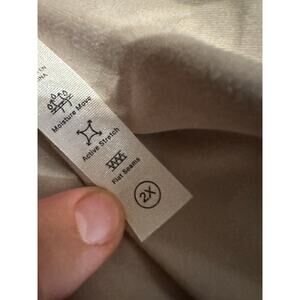 Moisture Move
Active Stretch
Flat Seams
2X